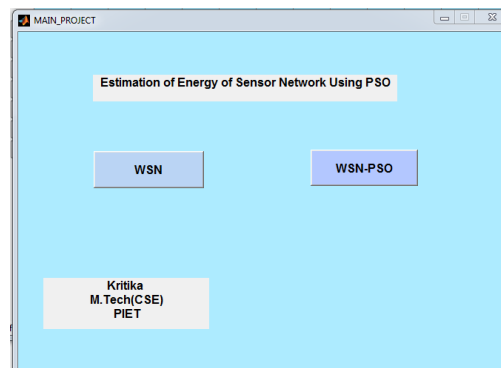 MAIN_PROJECT
Estimation of Energy of Sensor Network Using PSO
WSN
WSN-PSO
Kritika
M.Tech(CSE)
PIET